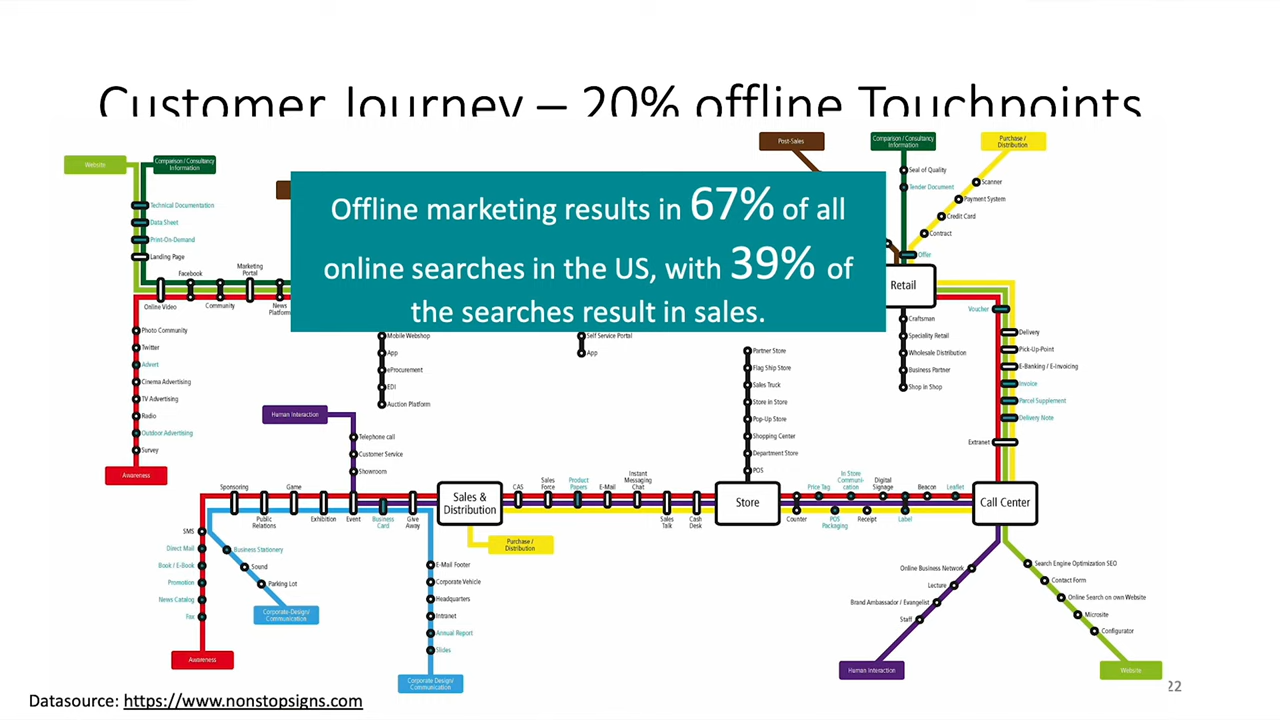 Customer Journey – 20% offline Touchpoints
Post-Sales
Comparison / Consultancy
Information
Purchase /
Distribution
Website
Comparison / Consultancy
Information
Seal of Quality
Tender Document
Scanner
Payment System
Credit Card
Contract
Offer
Technical Documentation
Data Sheet
Print-On-Demand
Landing Page
Offline marketing results in 67% of all
online searches in the US, with 39% of
the searches result in sales.
Facebook
Marketing
Portal
Online Video
Community
News
Platform
Retail
Voucher
Photo Community
Twitter
Advert
Cinema Advertising
TV Advertising
Radio
Outdoor Advertising
Survey
Awareness
Mobile Webshop
App
eProcurement
EDI
Auction Platform
Self Service Portal
App
Partner Store
Flag Ship Store
Sales Truck
Store in Store
Pop-Up Store
Shopping Center
Department Store
POS
Craftsman
Speciality Retail
Wholesale Distribution
Business Partner
Shop in Shop
Delivery
Pick-Up-Point
E-Banking / E-Invoicing
Invoice
Parcel Supplement
Delivery Note
Extranet
Human Interaction
Telephone call
Customer Service
Showroom
Sponsoring
Game
Public
Relations
Exhibition
Event
Business
Card
Give
Away
Sales &
Distribution
CAS
Sales
Force
Product
Papers
E-Mail
Instant
Messaging
Chat
Sales
Talk
Cash
Desk
Store
Price Tag
In Store
Communi-
cation
Digital
Signage
Beacon
Leaflet
Counter
POS
Packaging
Receipt
Label
Call Center
Purchase /
Distribution
SMS
Direct Mail
Book / E-Book
Promotion
News Catalog
Fax
Awareness
Business Stationery
Sound
Parking Lot
Corporate-Design/
Communication
E-Mail Footer
Corporate Vehicle
Headquarters
Intranet
Annual Report
Slides
Corporate Design/
Communication
Online Business Network
Lecture
Brand Ambassador / Evangelist
Staff
Human Interaction
Search Engine Optimization SEO
Contact Form
Online Search on own Website
Microsite
Configurator
Website
Datasource: https://www.nonstopsigns.com
22